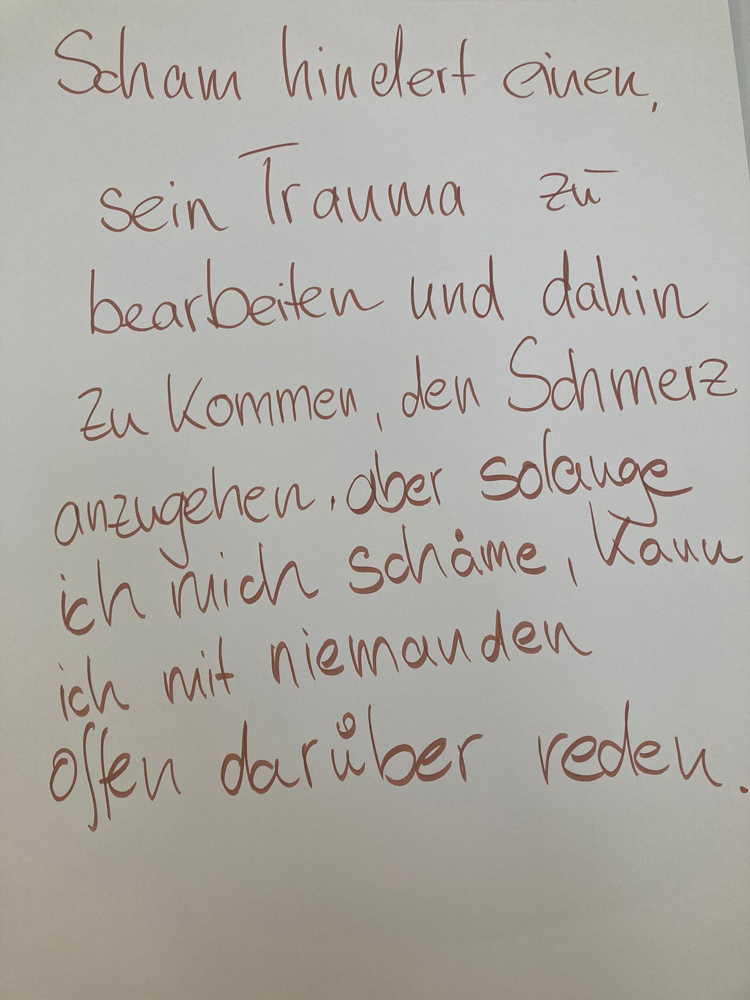 Scham hindert einen,
sein Trauma zu
bearbeiten und dahin
zu kommen, den Schmerz
anzugehen, aber solange
ich mich schäme, kann
ich mit niemanden
offen darüber reden.